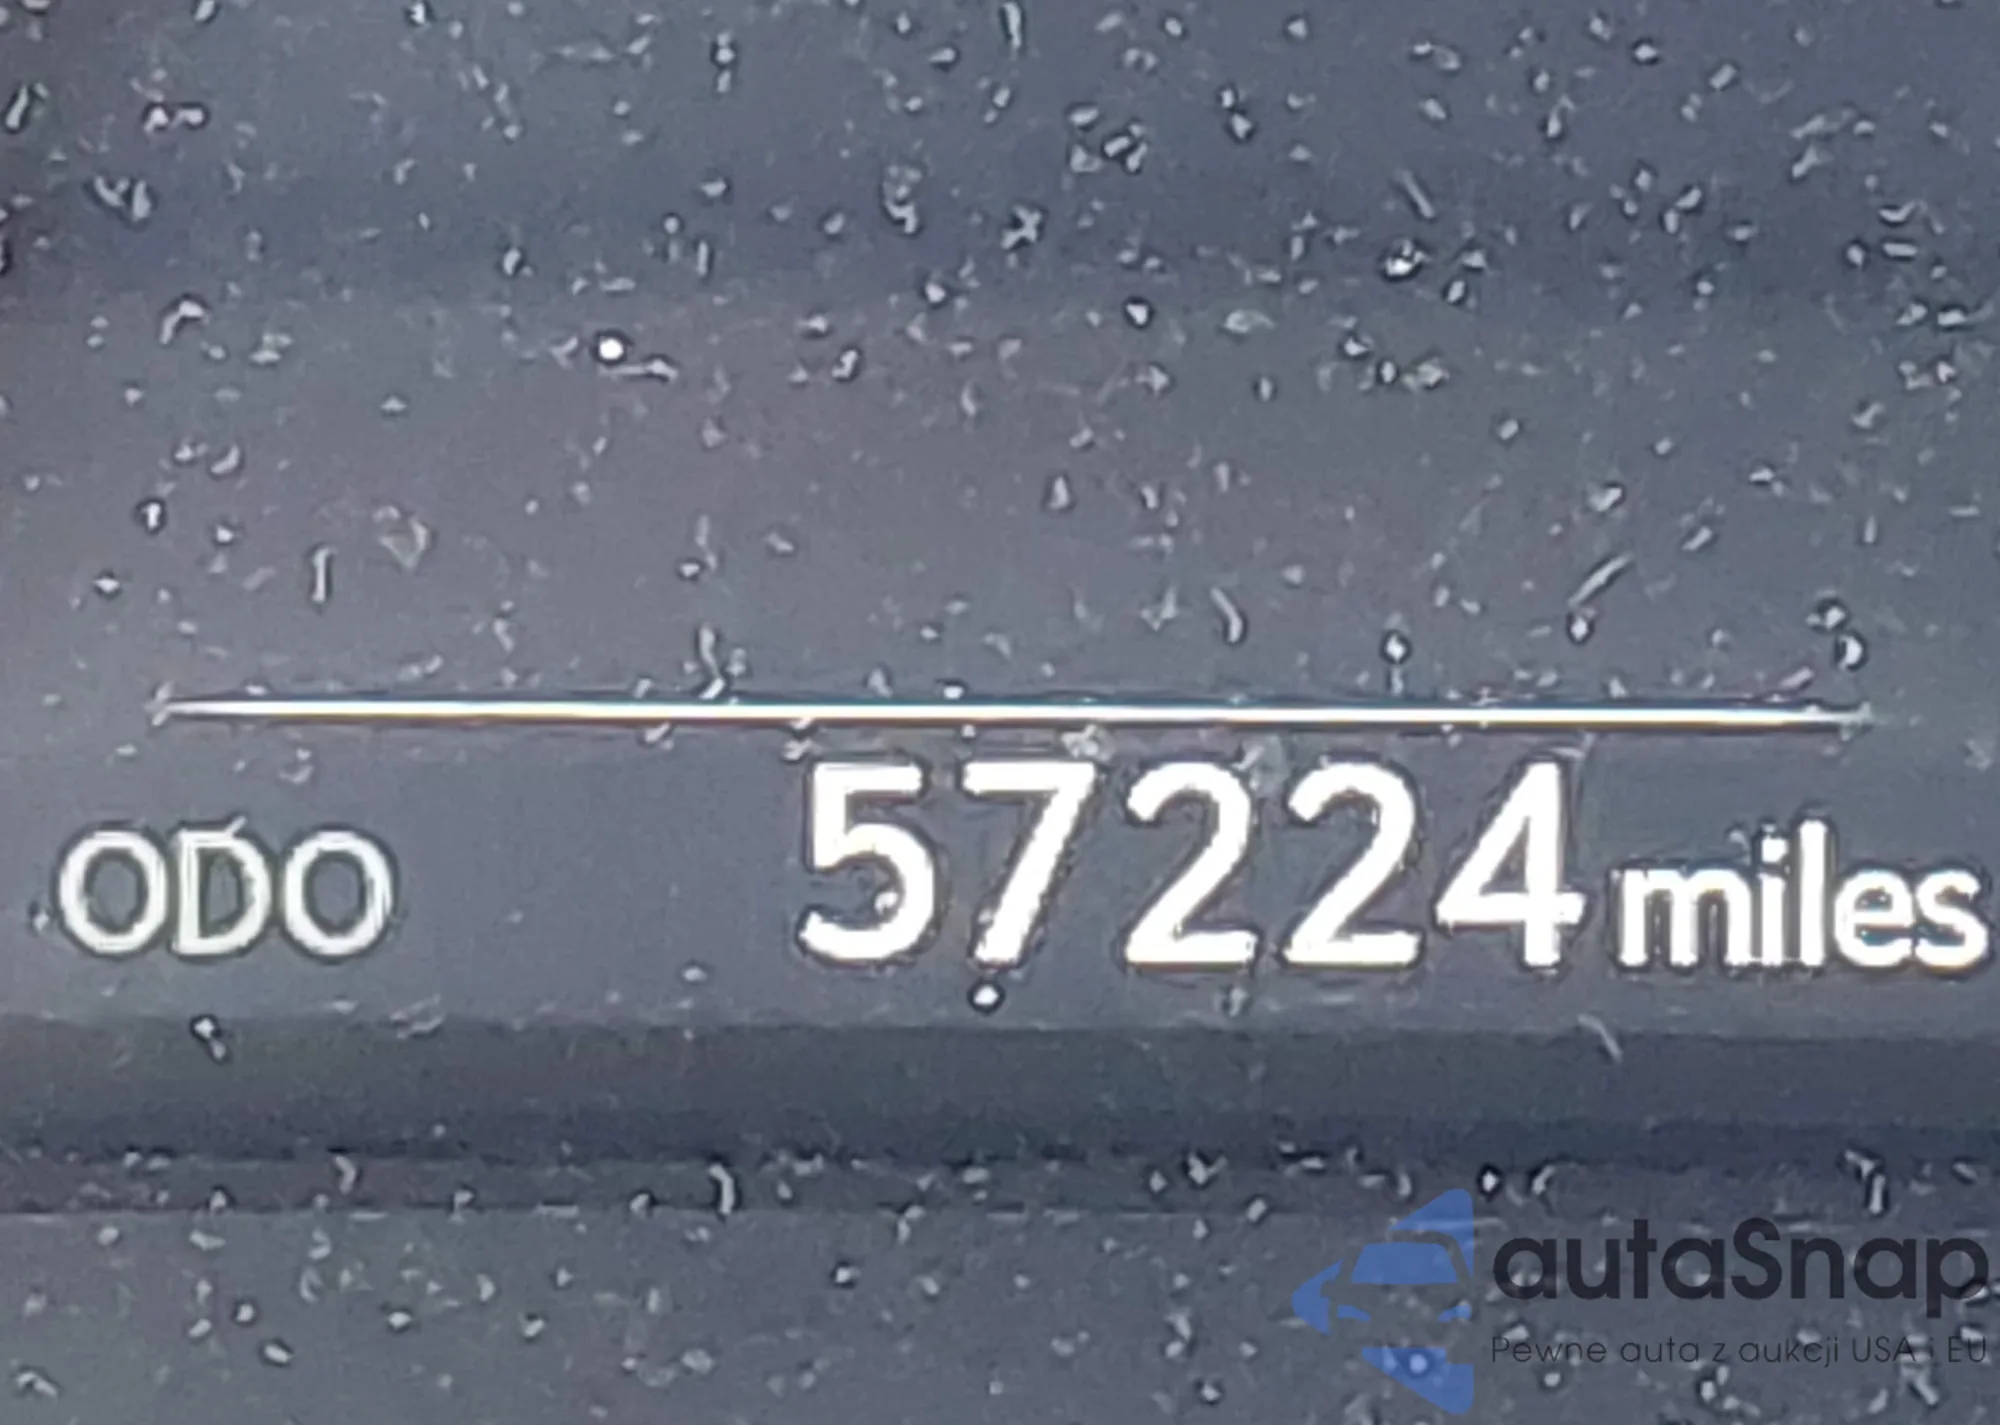 ODO 57224 miles
autaSnap
Pewne auta z aukcji USA i EU